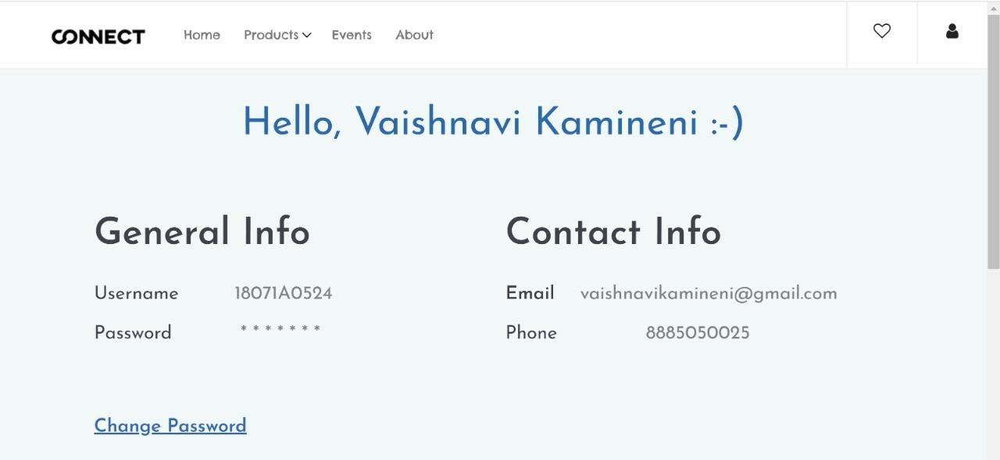 CONNECT Home Products Events About
Hello, Vaishnavi Kamineni :-)
General Info
Username 18071A0524
Password * * * * * * *
Change Password
Contact Info
Email vaishnavikamineni@gmail.com
Phone 8885050025